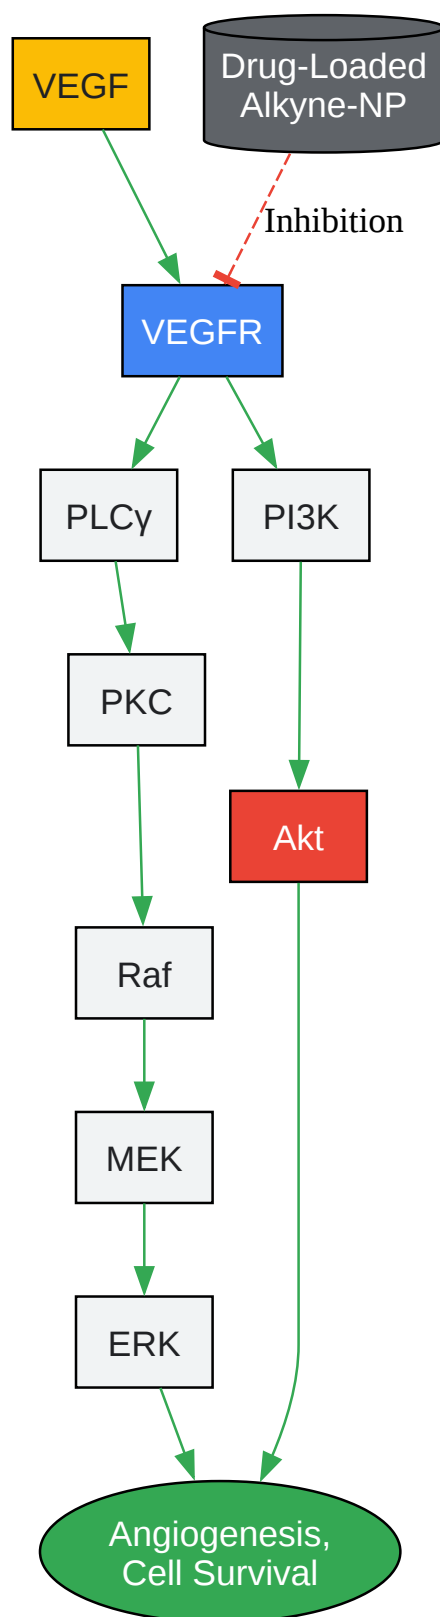 VEGF
Drug-Loaded
Alkyne-NP
Inhibition
VEGFR
PLCγ
PI3K
PKC
Akt
Raf
MEK
ERK
Angiogenesis,
Cell Survival